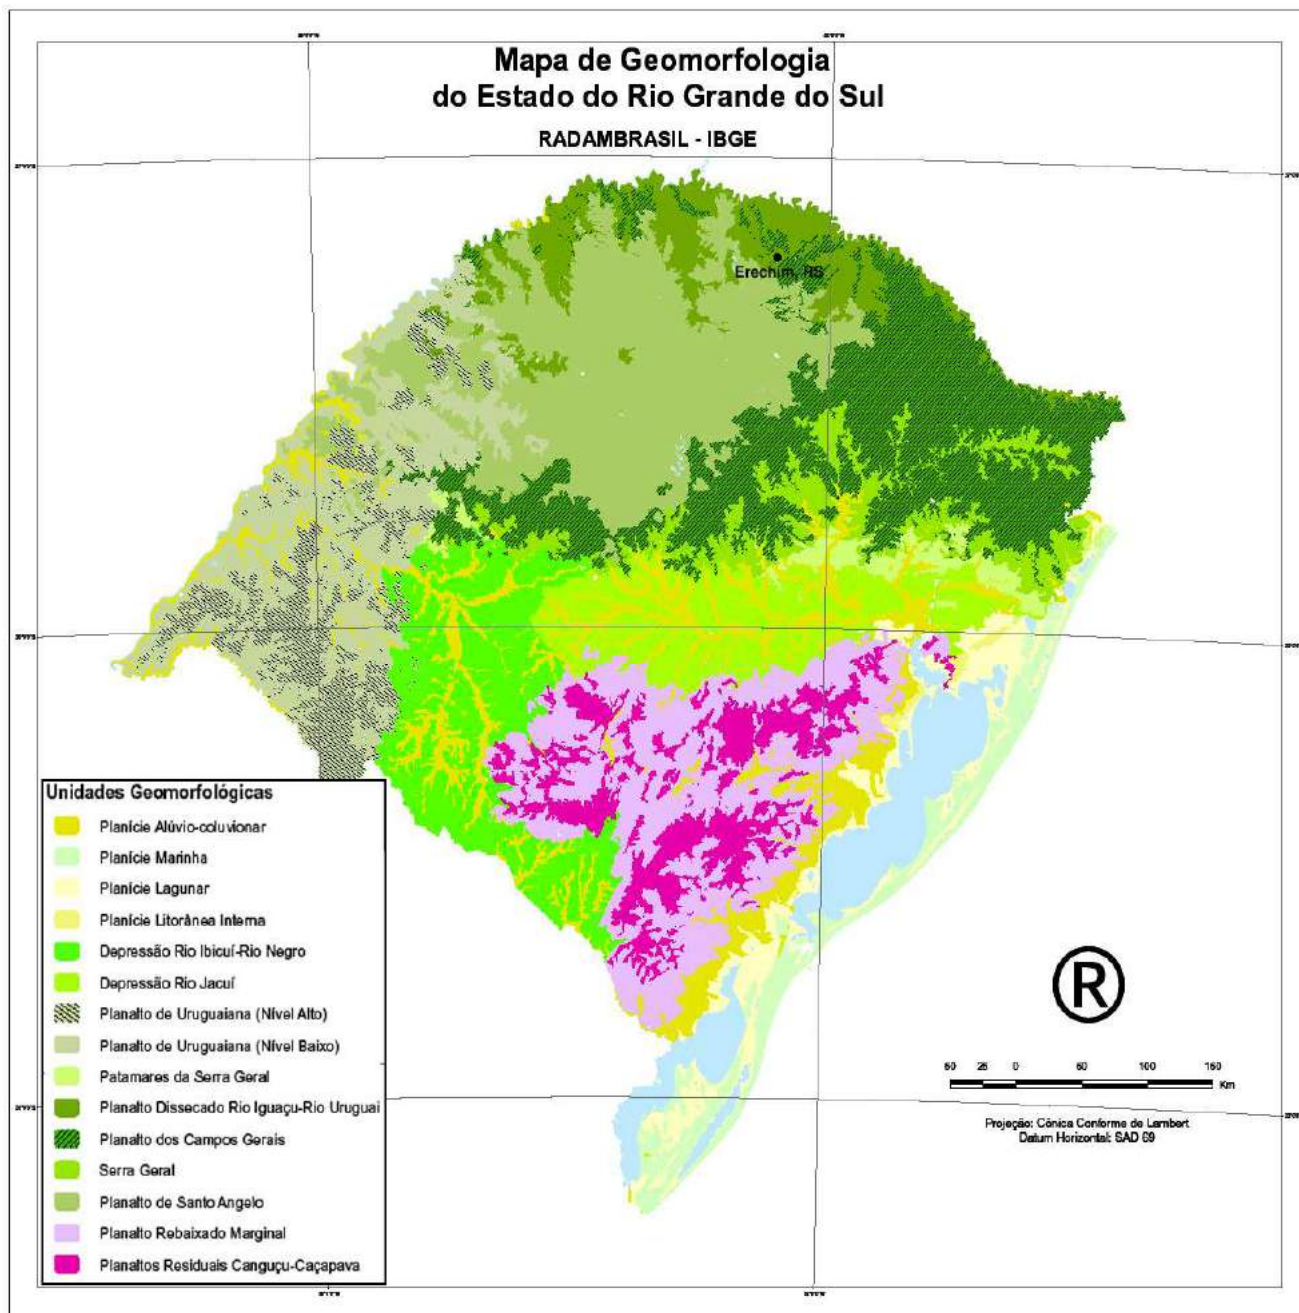 Mapa de Geomorfologia
do Estado do Rio Grande do Sul
RADAMBRASIL - IBGE
Erechim, RS
Unidades Geomorfológicas
Planície Alúvio-coluvionar
Planície Marinha
Planície Lagunar
Planície Litorânea Interna
Depressão Rio Ibicuí-Rio Negro
Depressão Rio Jacuí
Planalto de Uruguaiana (Nível Alto)
Planalto de Uruguaiana (Nível Baixo)
Patamares da Serra Geral
Planalto Dissecado Rio Iguaçu-Rio Uruguai
Planalto dos Campos Gerais
Serra Geral
Planalto de Santo Angelo
Planalto Rebaixado Marginal
Planaltos Residuais Canguçu-Caçapava
®
50 25 0 50 100 150
Km
Projeção: Cônica Conforme de Lambert
Datum Horizontal: SAD 69